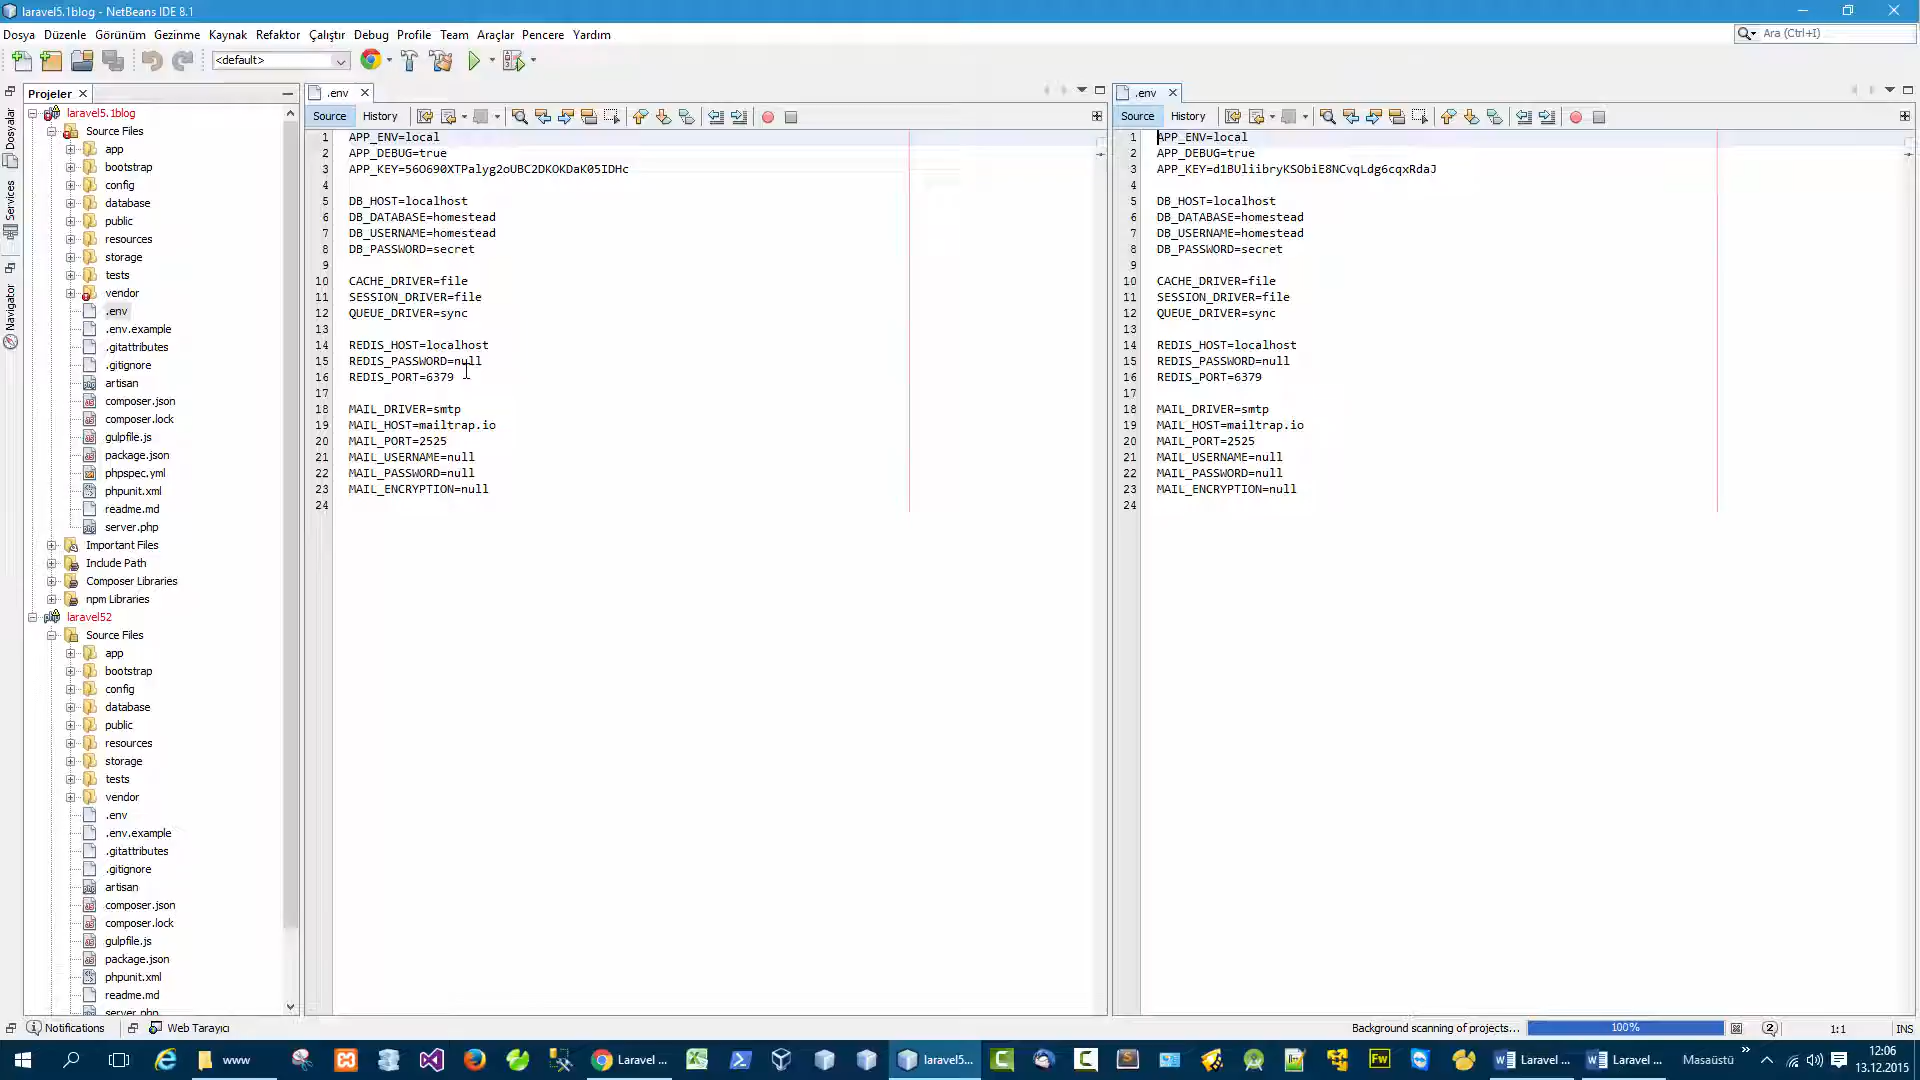 laravel5.1blog - NetBeans IDE 8.1
Dosya Düzenle Görünüm Gezinme Kaynak Refaktor Çalıştır Debug Profile Team Araçlar Pencere Yardım
Ara (Ctrl+I)
<default>
Dosyalar
Services
Navigator
Projeler
laravel5.1blog
Source Files
app
bootstrap
config
database
public
resources
storage
tests
vendor
.env
.env.example
.gitattributes
.gitignore
artisan
composer.json
composer.lock
gulpfile.js
package.json
phpspec.yml
phpunit.xml
readme.md
server.php
Important Files
Include Path
Composer Libraries
npm Libraries
laravel52
Source Files
app
bootstrap
config
database
public
resources
storage
tests
vendor
.env
.env.example
.gitattributes
.gitignore
artisan
composer.json
composer.lock
gulpfile.js
package.json
phpunit.xml
readme.md
server.php
.env
Source History
1 APP_ENV=local
2 APP_DEBUG=true
3 APP_KEY=56O690XTPalyg2oUBC2DKOKDaK05IDHc
4
5 DB_HOST=localhost
6 DB_DATABASE=homestead
7 DB_USERNAME=homestead
8 DB_PASSWORD=secret
9
10 CACHE_DRIVER=file
11 SESSION_DRIVER=file
12 QUEUE_DRIVER=sync
13
14 REDIS_HOST=localhost
15 REDIS_PASSWORD=null
16 REDIS_PORT=6379
17
18 MAIL_DRIVER=smtp
19 MAIL_HOST=mailtrap.io
20 MAIL_PORT=2525
21 MAIL_USERNAME=null
22 MAIL_PASSWORD=null
23 MAIL_ENCRYPTION=null
24
.env
Source History
1 APP_ENV=local
2 APP_DEBUG=true
3 APP_KEY=d1BUliibryKSObiE8NCvqLdg6cqxRdaJ
4
5 DB_HOST=localhost
6 DB_DATABASE=homestead
7 DB_USERNAME=homestead
8 DB_PASSWORD=secret
9
10 CACHE_DRIVER=file
11 SESSION_DRIVER=file
12 QUEUE_DRIVER=sync
13
14 REDIS_HOST=localhost
15 REDIS_PASSWORD=null
16 REDIS_PORT=6379
17
18 MAIL_DRIVER=smtp
19 MAIL_HOST=mailtrap.io
20 MAIL_PORT=2525
21 MAIL_USERNAME=null
22 MAIL_PASSWORD=null
23 MAIL_ENCRYPTION=null
24
Notifications Web Tarayıcı
Background scanning of projects... 100% 2 1:1 INS
www Laravel ... laravel5... Fw Laravel ... Laravel ... Masaüstü
12:06
13.12.2015